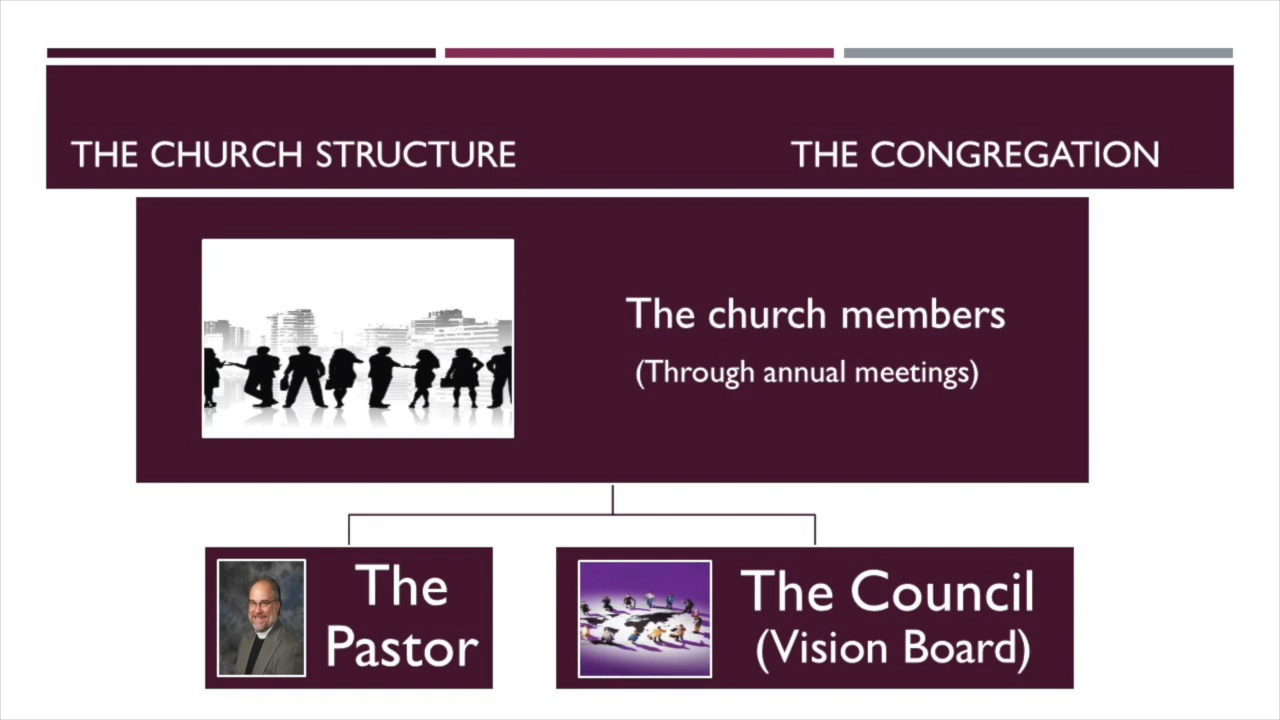 THE CHURCH STRUCTURE THE CONGREGATION
The church members
(Through annual meetings)
The
Pastor
The Council
(Vision Board)